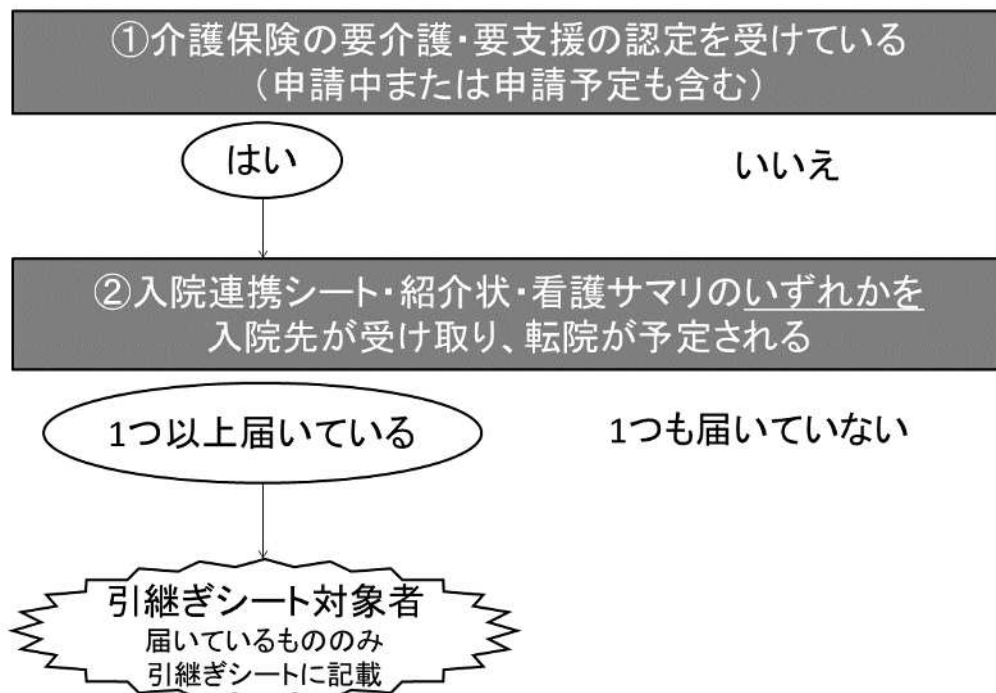 ①介護保険の要介護・要支援の認定を受けている
（申請中または申請予定も含む）
はい
いいえ
②入院連携シート・紹介状・看護サマリのいずれかを
入院先が受け取り、転院が予定される
1つ以上届いている
1つも届いていない
引継ぎシート対象者
届いているもののみ
引継ぎシートに記載